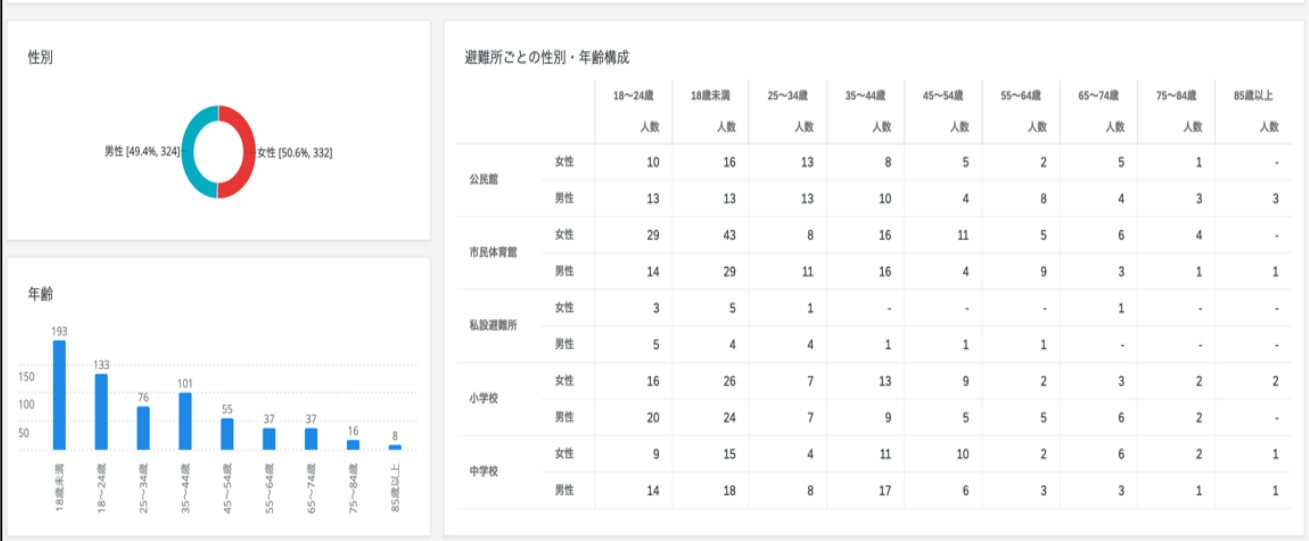 性別
男性 [49.4%, 324]
女性 [50.6%, 332]
年齢
193
133
76
101
55
37
37
16
8
150
100
50
18歳未満
18～24歳
25～34歳
35～44歳
45～54歳
55～64歳
65～74歳
75～84歳
85歳以上
避難所ごとの性別・年齢構成
18～24歳 18歳未満 25～34歳 35～44歳 45～54歳 55～64歳 65～74歳 75～84歳 85歳以上
人数 人数 人数 人数 人数 人数 人数 人数 人数
公民館
女性 10 16 13 8 5 2 5 1 -
男性 13 13 13 10 4 8 4 3 3
市民体育館
女性 29 43 8 16 11 5 6 4 -
男性 14 29 11 16 4 9 3 1 1
私設避難所
女性 3 5 1 - - - 1 - -
男性 5 4 4 1 1 1 - - -
小学校
女性 16 26 7 13 9 2 3 2 2
男性 20 24 7 9 5 5 6 2 -
中学校
女性 9 15 4 11 10 2 6 2 1
男性 14 18 8 17 6 3 3 1 1